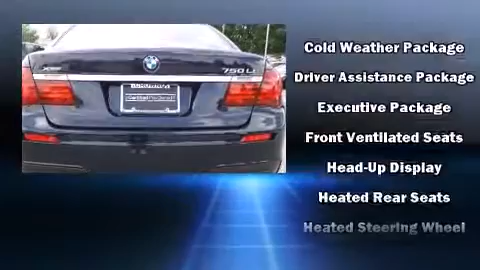 xDrive
750Li
Cold Weather Package
Driver Assistance Package
Executive Package
Front Ventilated Seats
Head-Up Display
Heated Rear Seats
Heated Steering Wheel